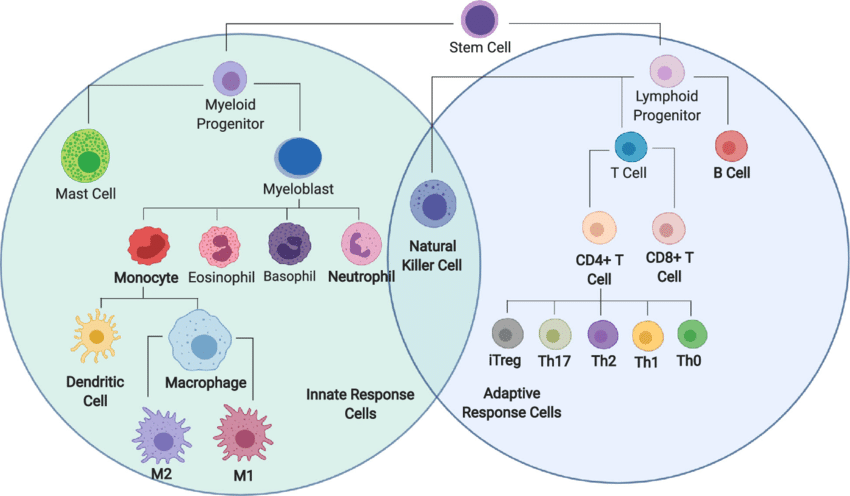 Stem Cell
Myeloid
Progenitor
Lymphoid
Progenitor
Mast Cell
Myeloblast
T Cell
B Cell
Monocyte
Eosinophil
Basophil
Neutrophil
Natural
Killer Cell
CD4+ T
Cell
CD8+ T
Cell
Dendritic
Cell
Macrophage
iTreg
Th17
Th2
Th1
Th0
Innate Response
Cells
Adaptive
Response Cells
M2
M1